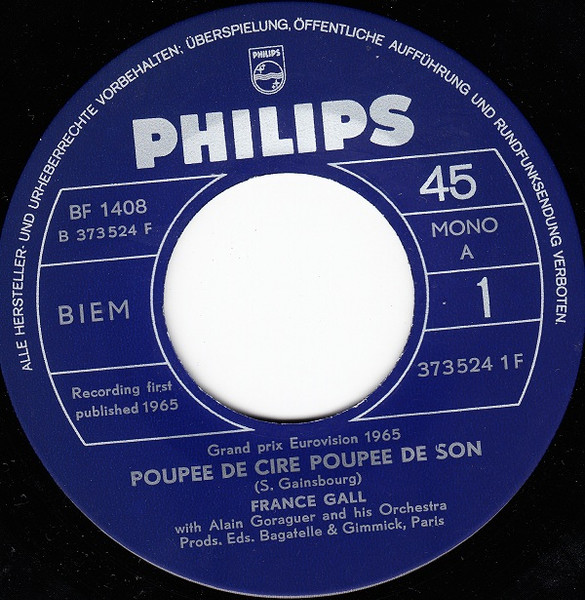 ALLE HERSTELLER- UND URHEBERRECHTE VORBEHALTEN; ÜBERSPIELUNG, ÖFFENTLICHE AUFFÜHRUNG UND RUNDFUNKSENDUNG VERBOTEN.
PHILIPS
PHILIPS
BF 1408
B 373524 F
BIEM
Recording first
published 1965
45
MONO
A
1
373524 1F
Grand prix Eurovision 1965
POUPEE DE CIRE POUPEE DE SON
(S. Gainsbourg)
FRANCE GALL
with Alain Goraguer and his Orchestra
Prods. Eds. Bagatelle & Gimmick, Paris